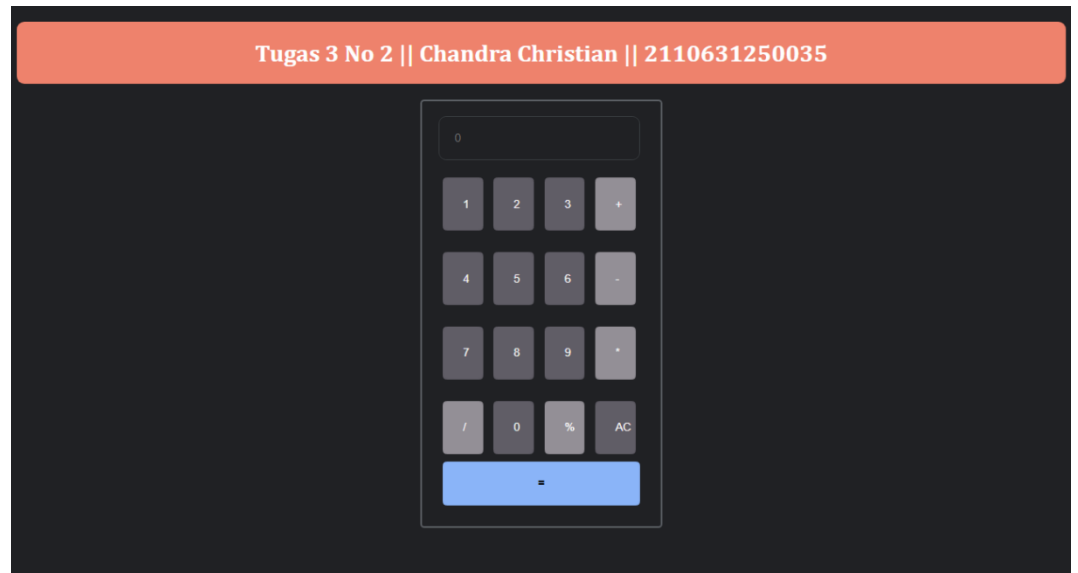 Tugas 3 No 2 || Chandra Christian || 2110631250035
0
1 2 3 +
4 5 6 -
7 8 9 *
/ 0 % AC
=